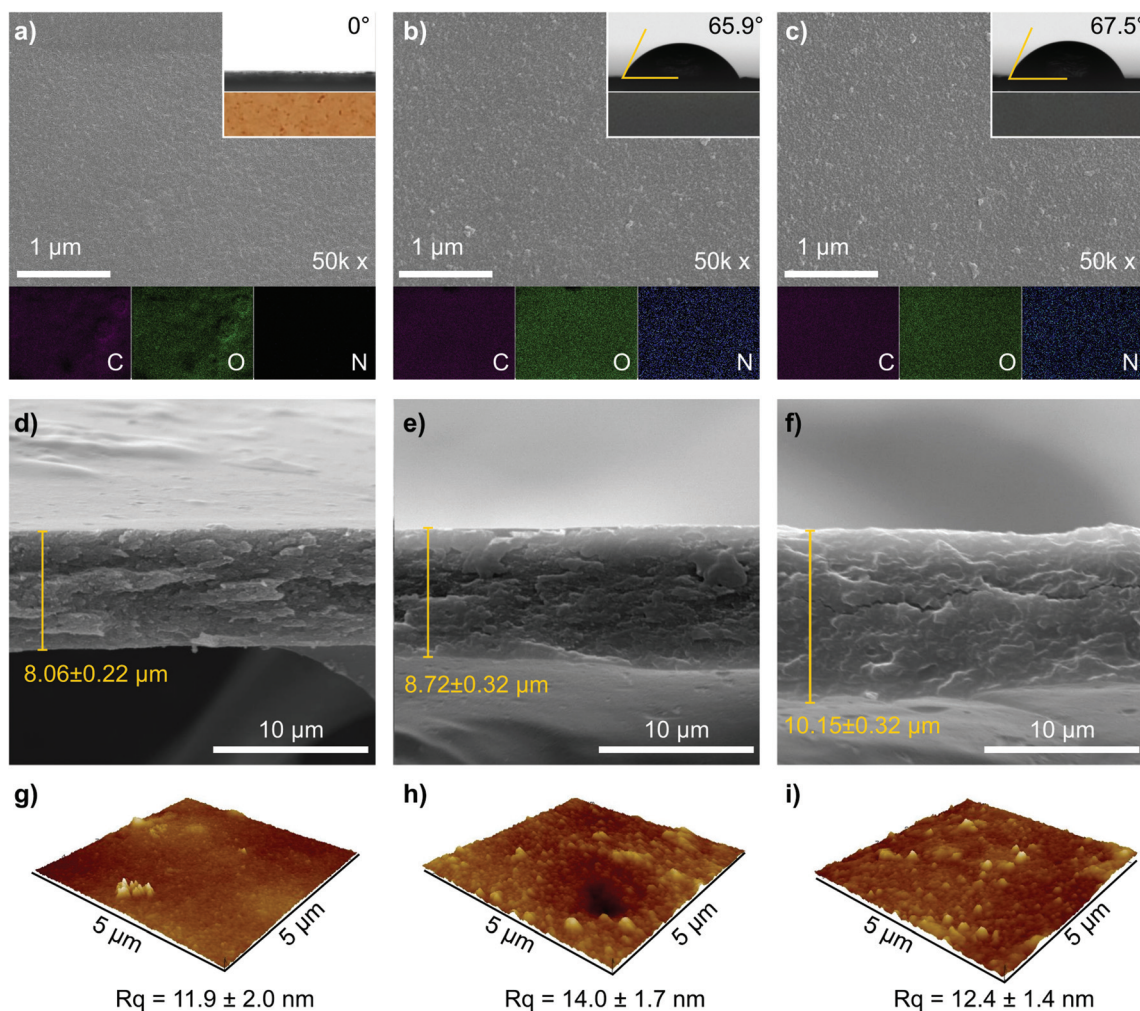 a)
0°
1 µm
50k x
C
O
N
b)
65.9°
1 µm
50k x
C
O
N
c)
67.5°
1 µm
50k x
C
O
N
d)
8.06±0.22 µm
10 µm
e)
8.72±0.32 µm
10 µm
f)
10.15±0.32 µm
10 µm
g)
5 µm
5 µm
Rq = 11.9 ± 2.0 nm
h)
5 µm
5 µm
Rq = 14.0 ± 1.7 nm
i)
5 µm
5 µm
Rq = 12.4 ± 1.4 nm